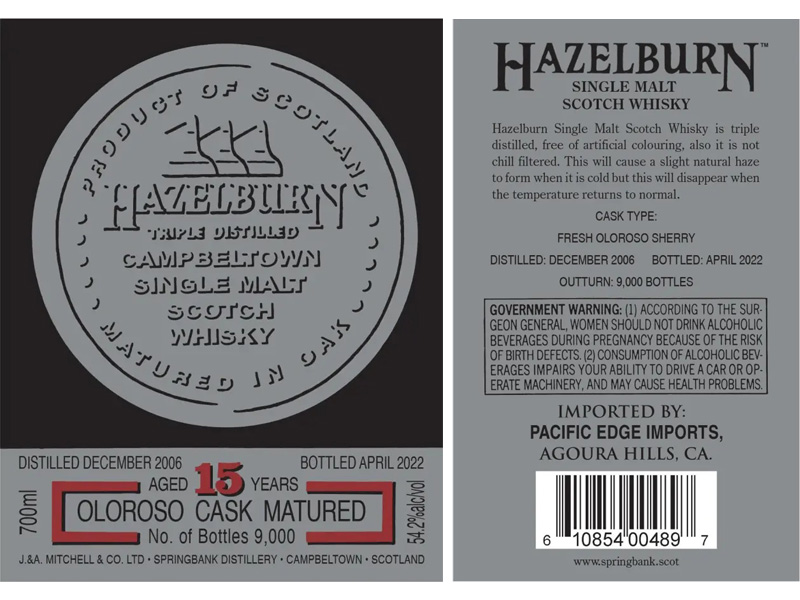 PRODUCT OF SCOTLAND
HAZELBURN
TRIPLE DISTILLED
CAMPBELTOWN
SINGLE MALT
SCOTCH
WHISKY
MATURED IN OAK
DISTILLED DECEMBER 2006 BOTTLED APRIL 2022
AGED 15 YEARS
OLOROSO CASK MATURED
No. of Bottles 9,000
700ml
54.2%alc/vol
J.&A. MITCHELL & CO. LTD · SPRINGBANK DISTILLERY · CAMPBELTOWN · SCOTLAND
HAZELBURN™
SINGLE MALT
SCOTCH WHISKY
Hazelburn Single Malt Scotch Whisky is triple
distilled, free of artificial colouring, also it is not
chill filtered. This will cause a slight natural haze
to form when it is cold but this will disappear when
the temperature returns to normal.
CASK TYPE:
FRESH OLOROSO SHERRY
DISTILLED: DECEMBER 2006 BOTTLED: APRIL 2022
OUTTURN: 9,000 BOTTLES
GOVERNMENT WARNING: (1) ACCORDING TO THE SUR-
GEON GENERAL, WOMEN SHOULD NOT DRINK ALCOHOLIC
BEVERAGES DURING PREGNANCY BECAUSE OF THE RISK
OF BIRTH DEFECTS. (2) CONSUMPTION OF ALCOHOLIC BEV-
ERAGES IMPAIRS YOUR ABILITY TO DRIVE A CAR OR OP-
ERATE MACHINERY, AND MAY CAUSE HEALTH PROBLEMS.
IMPORTED BY:
PACIFIC EDGE IMPORTS,
AGOURA HILLS, CA.
6 10854 00489 7
www.springbank.scot